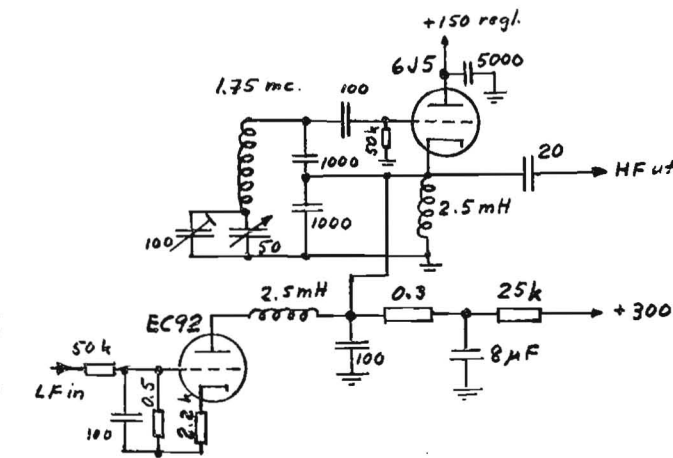 +150 regl.
6J5
5000
1.75 mc.
100
50k
1000
20
HF ut
1000
2.5mH
100
50
2.5mH
0.3
25k
+300
EC92
100
8µF
50k
LF in
0.5
2.2k
100